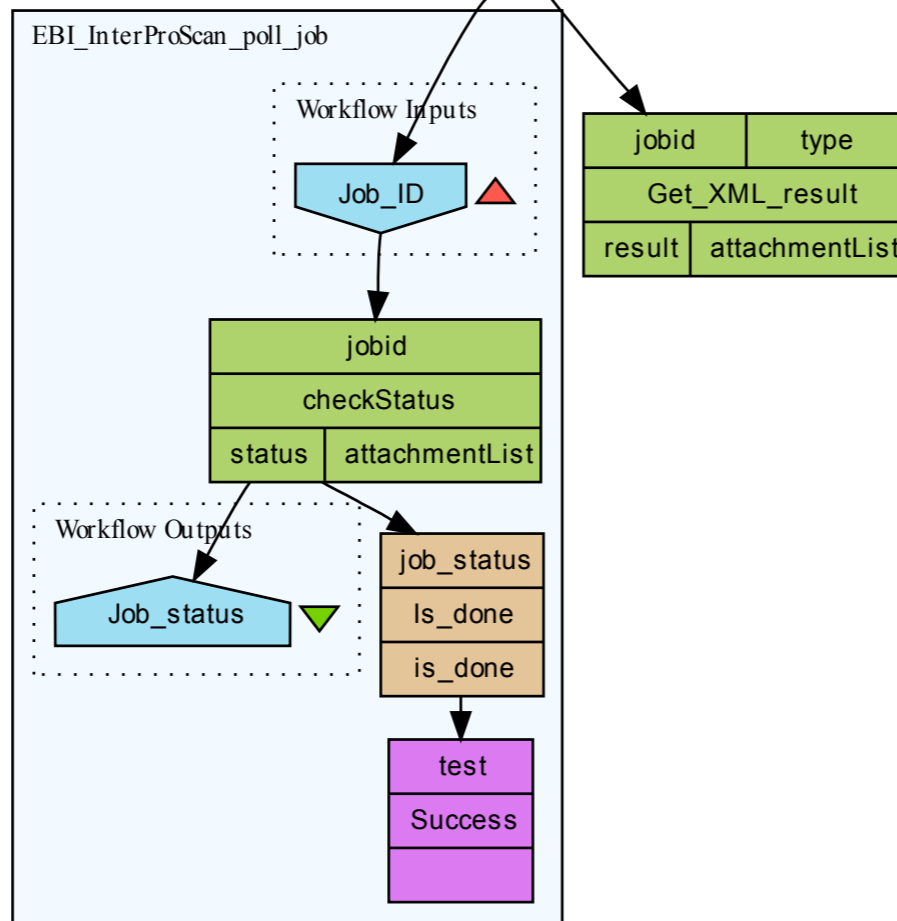 EBI_InterProScan_poll_job
Workflow Inputs
Job_ID
jobid type
Get_XML_result
result attachmentList
jobid
checkStatus
status attachmentList
Workflow Outputs
Job_status
job_status
Is_done
is_done
test
Success